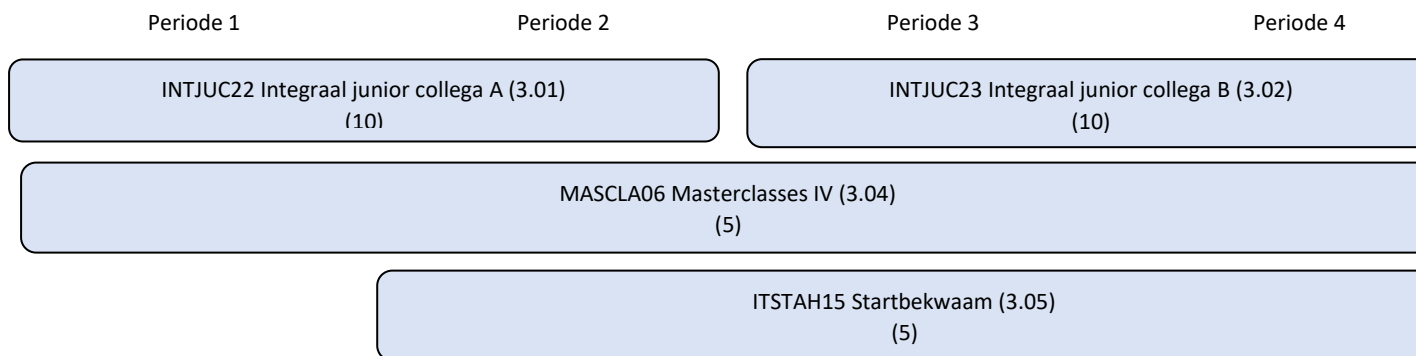 Periode 1 Periode 2 Periode 3 Periode 4
INTJUC22 Integraal junior collega A (3.01)
(10)
INTJUC23 Integraal junior collega B (3.02)
(10)
MASCLA06 Masterclasses IV (3.04)
(5)
ITSTAH15 Startbekwaam (3.05)
(5)